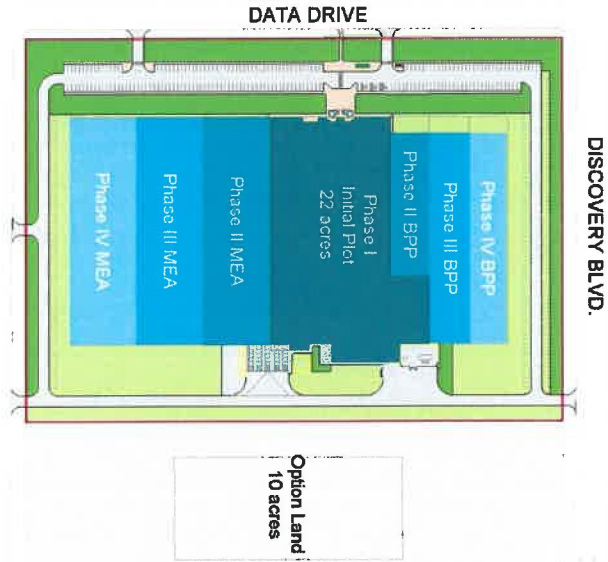 DATA DRIVE
DISCOVERY BLVD.
Phase IV MEA
Phase III MEA
Phase II MEA
Phase I
Initial Plot
22 acres
Phase II BPP
Phase III BPP
Phase IV BPP
Option Land
10 acres